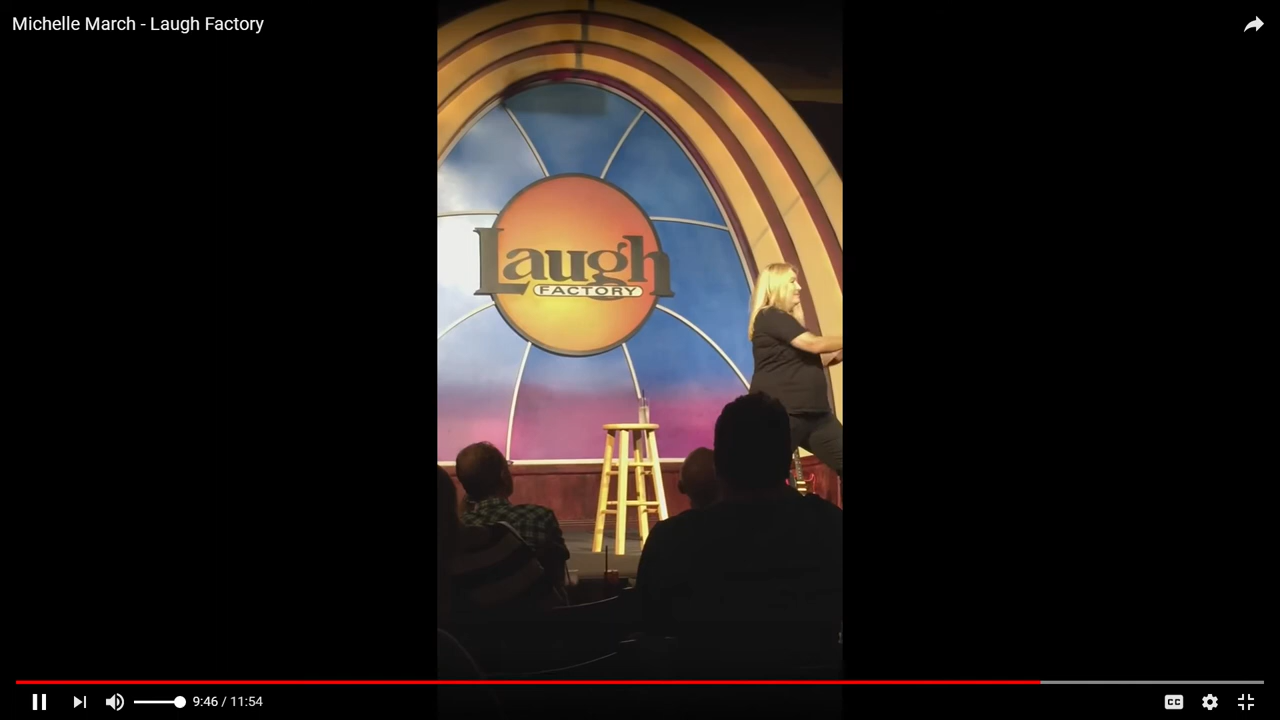 Michelle March - Laugh Factory
Laugh
FACTORY
9:46 / 11:54
CC